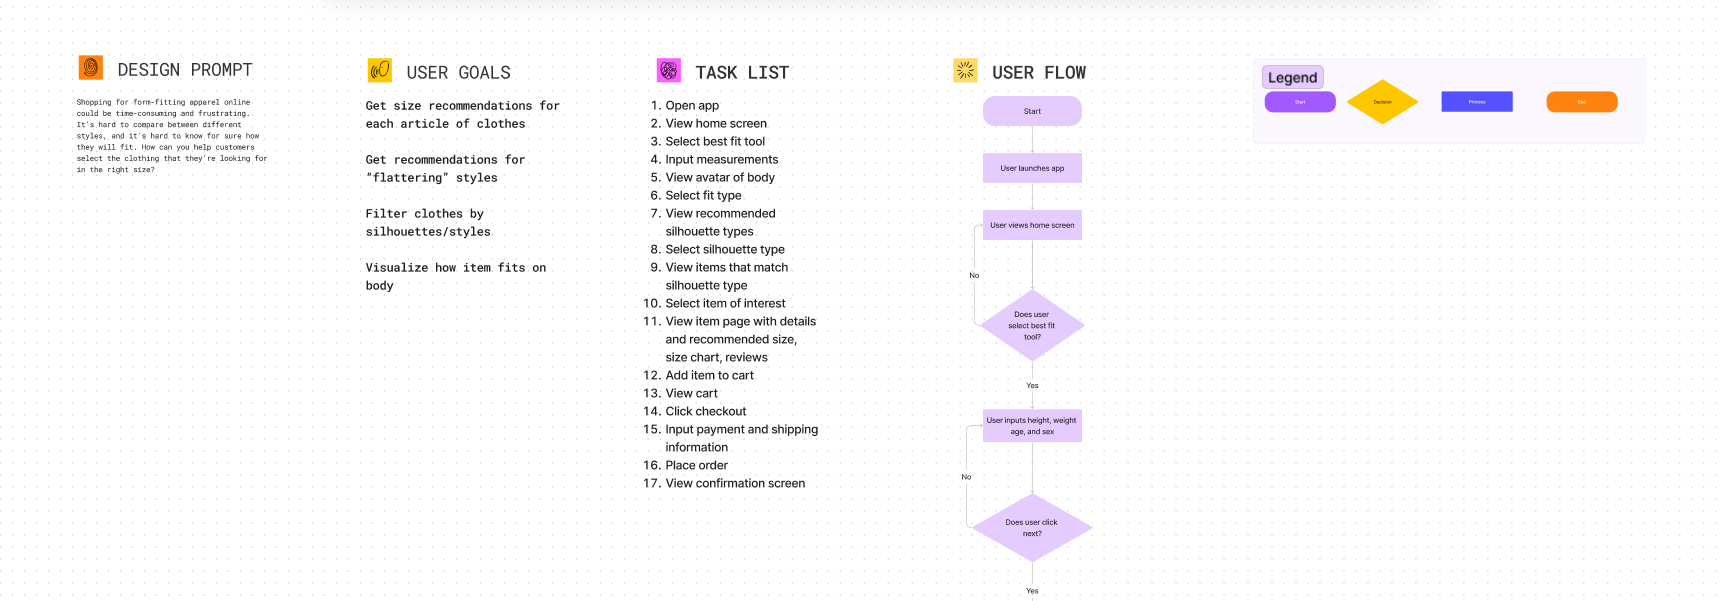 DESIGN PROMPT
Shopping for form-fitting apparel online
could be time-consuming and frustrating.
It's hard to compare between different
styles, and it's hard to know for sure how
they will fit. How can you help customers
select the clothing that they're looking for
in the right size?
USER GOALS
Get size recommendations for
each article of clothes
Get recommendations for
"flattering" styles
Filter clothes by
silhouettes/styles
Visualize how item fits on
body
TASK LIST
1. Open app
2. View home screen
3. Select best fit tool
4. Input measurements
5. View avatar of body
6. Select fit type
7. View recommended
silhouette types
8. Select silhouette type
9. View items that match
silhouette type
10. Select item of interest
11. View item page with details
and recommended size,
size chart, reviews
12. Add item to cart
13. View cart
14. Click checkout
15. Input payment and shipping
information
16. Place order
17. View confirmation screen
USER FLOW
Start
User launches app
User views home screen
No
Does user
select best fit
tool?
Yes
User inputs height, weight
age, and sex
No
Does user click
next?
Yes
Legend
Start
Decision
Process
End